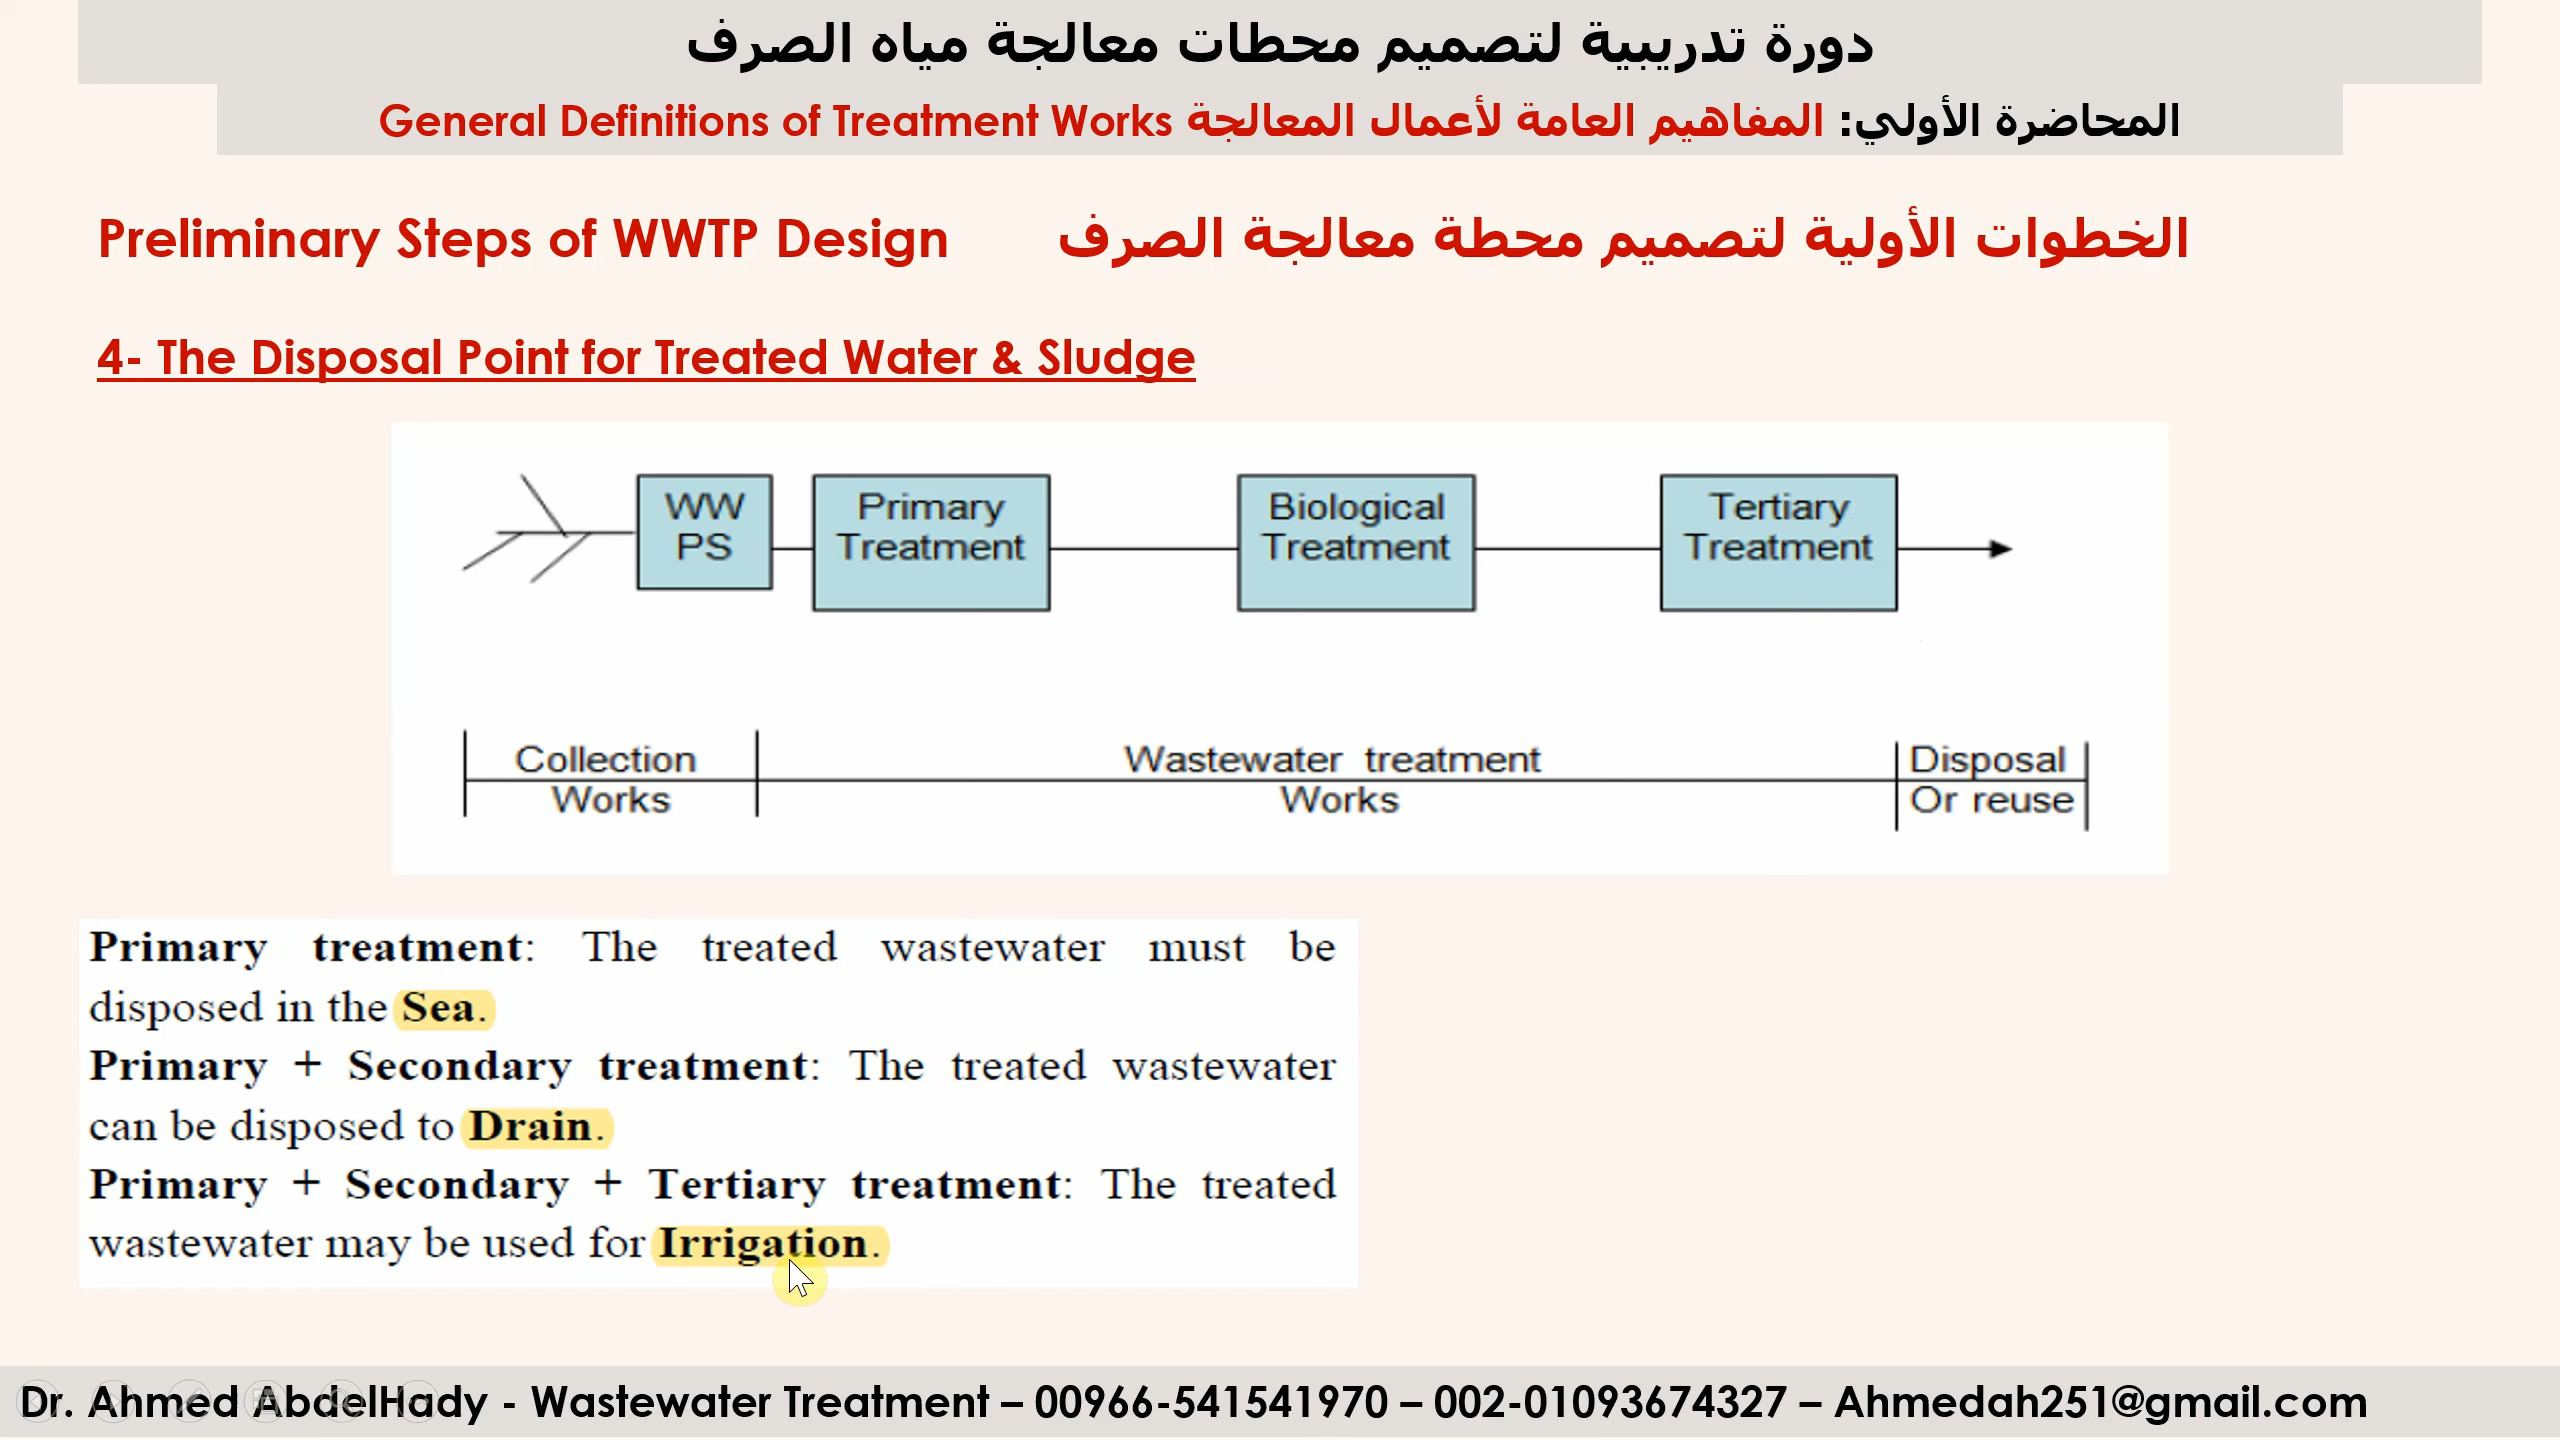 دورة تدريبية لتصميم محطات معالجة مياه الصرف
المحاضرة الأولي: المفاهيم العامة لأعمال المعالجة General Definitions of Treatment Works
Preliminary Steps of WWTP Design الخطوات الأولية لتصميم محطة معالجة الصرف
4- The Disposal Point for Treated Water & Sludge
WW
PS
Primary
Treatment
Biological
Treatment
Tertiary
Treatment
Collection
Works
Wastewater treatment
Works
Disposal
Or reuse
Primary treatment: The treated wastewater must be
disposed in the Sea.
Primary + Secondary treatment: The treated wastewater
can be disposed to Drain.
Primary + Secondary + Tertiary treatment: The treated
wastewater may be used for Irrigation.
Dr. Ahmed AbdelHady - Wastewater Treatment – 00966-541541970 – 002-01093674327 – Ahmedah251@gmail.com